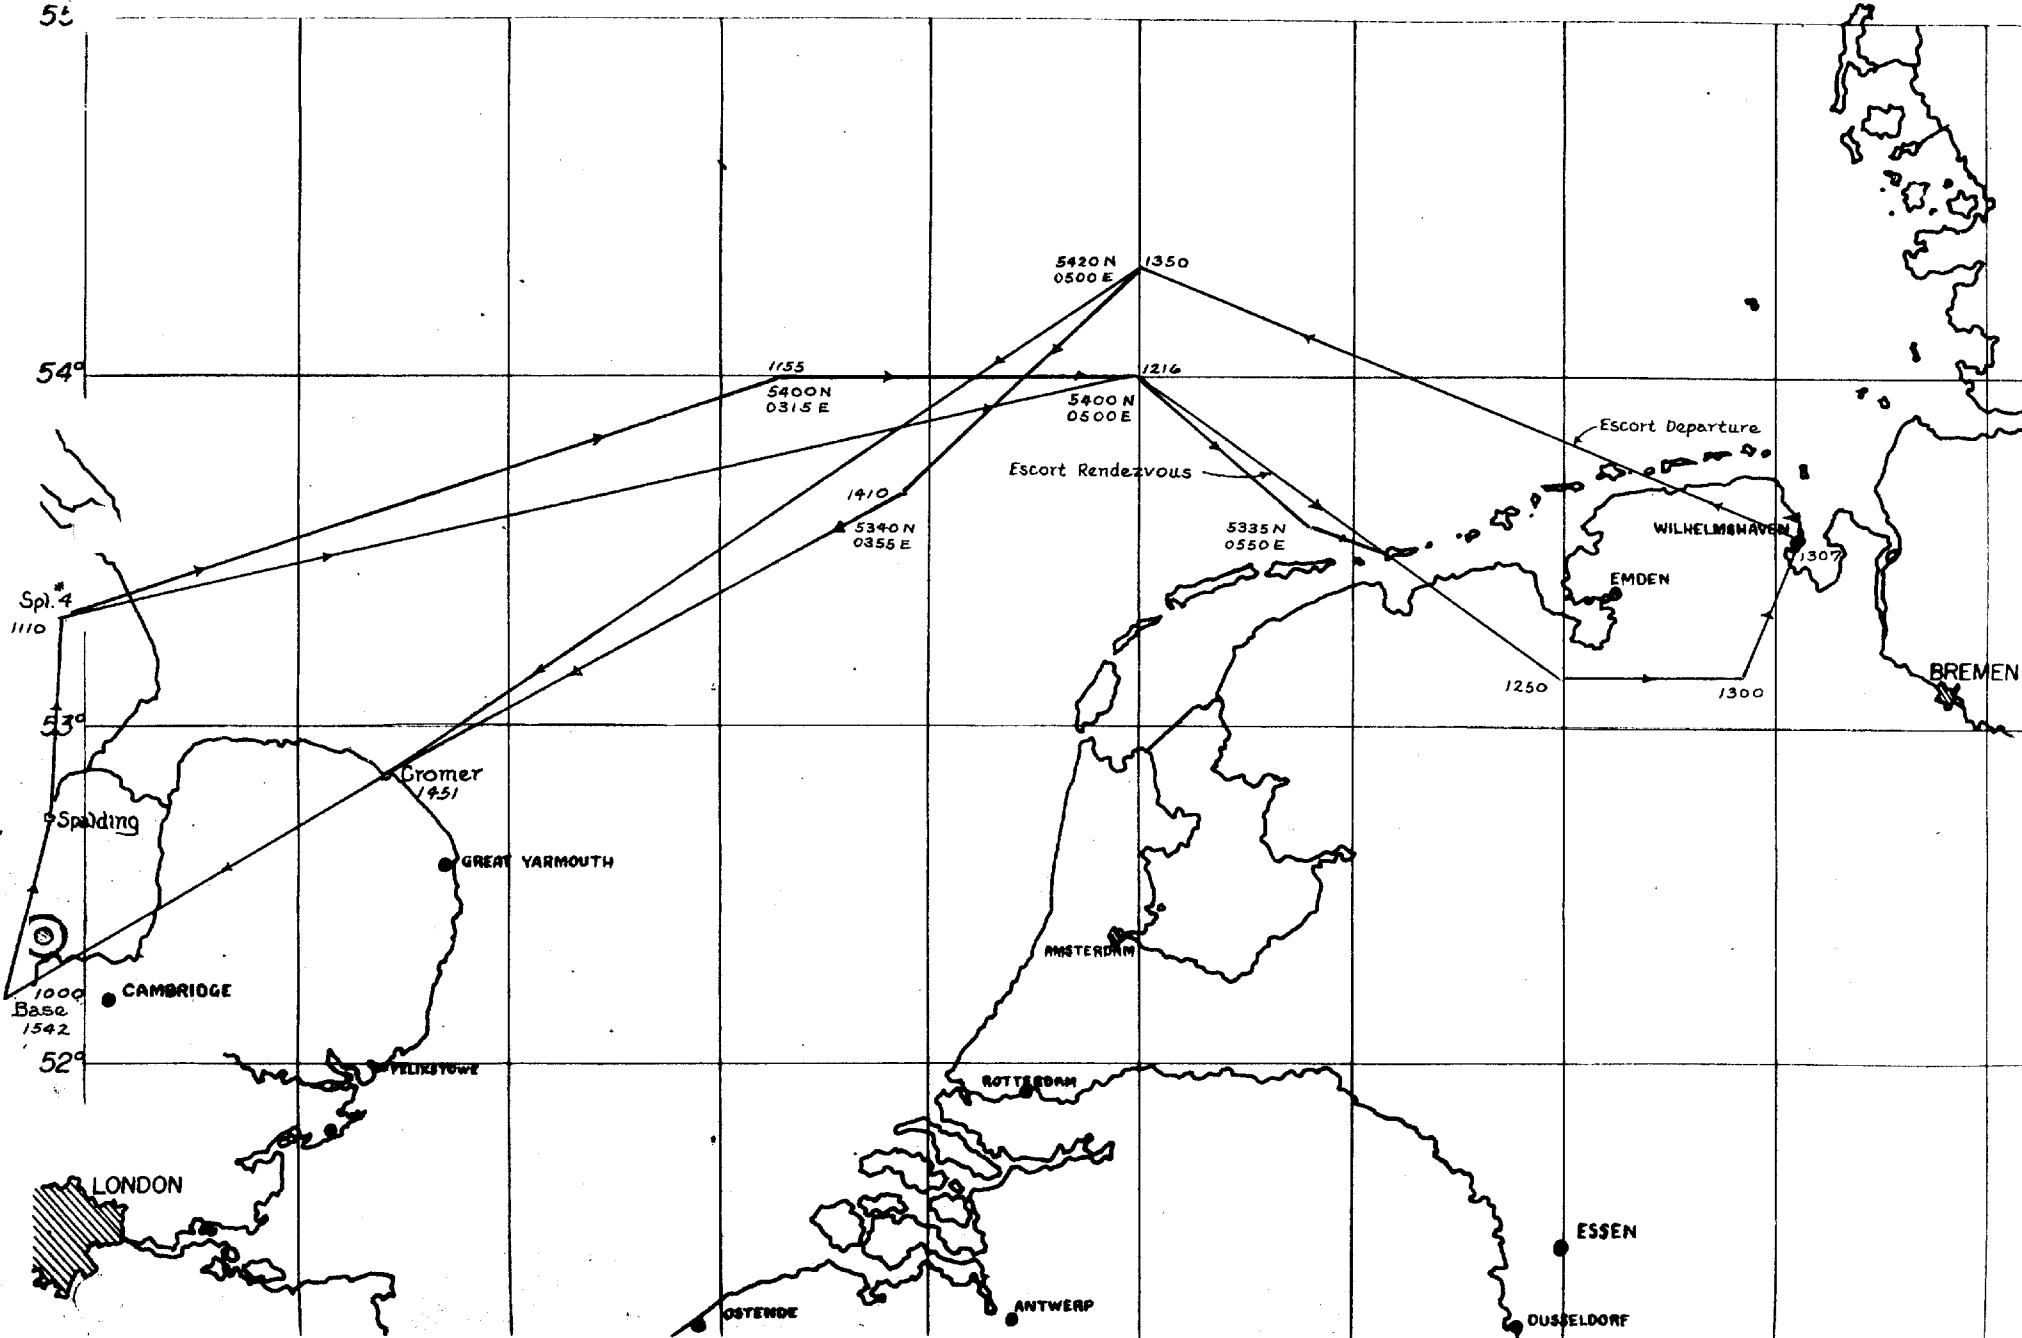 5420 N
0500 E
1350
54°
1155
5400 N
0315 E
1216
5400 N
0500 E
Escort Departure
Escort Rendezvous
1410
5340 N
0355 E
5335 N
0550 E
WILHELMSHAVEN
1307
EMDEN
Spl. #4
1110
1250
1300
BREMEN
53°
Cromer
1451
Spalding
GREAT YARMOUTH
AMSTERDAM
1000
Base
1542
CAMBRIDGE
52°
FELIXSTOWE
ROTTERDAM
LONDON
ESSEN
OSTENDE
ANTWERP
DUSSELDORF